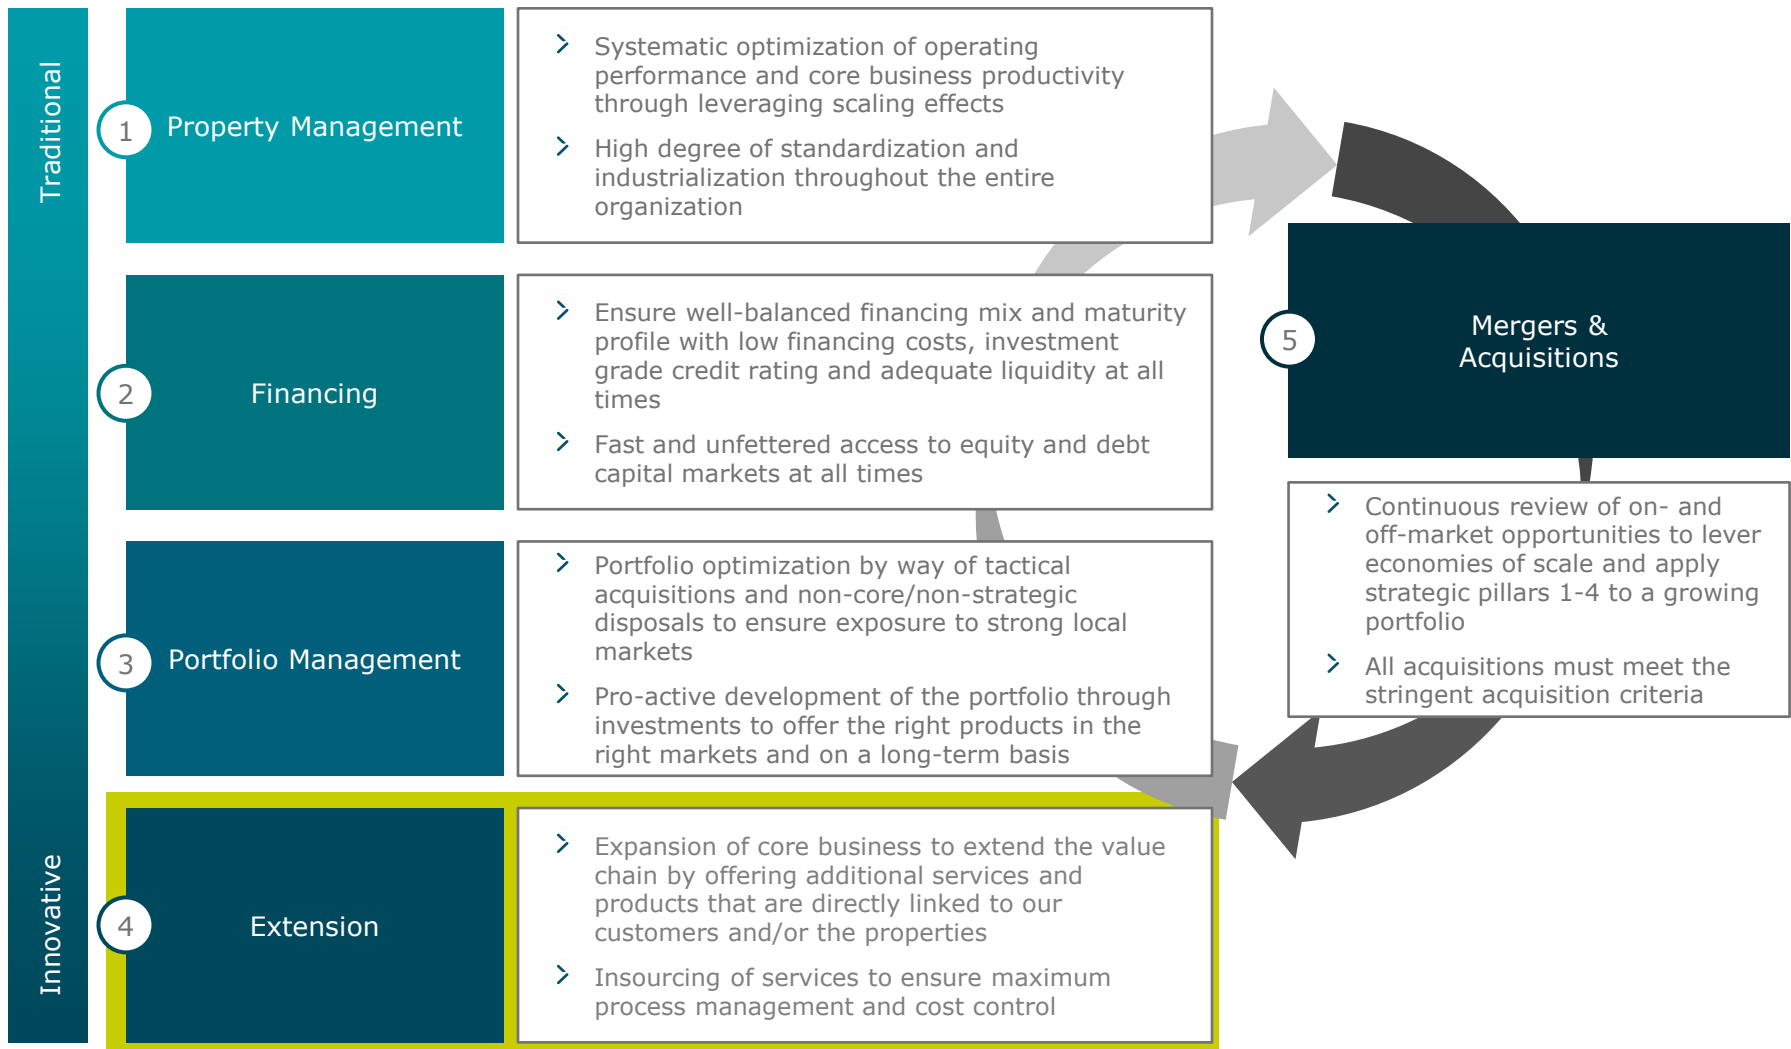 Traditional
Innovative
1
Property Management
Systematic optimization of operating
performance and core business productivity
through leveraging scaling effects
High degree of standardization and
industrialization throughout the entire
organization
2
Financing
Ensure well-balanced financing mix and maturity
profile with low financing costs, investment
grade credit rating and adequate liquidity at all
times
Fast and unfettered access to equity and debt
capital markets at all times
3
Portfolio Management
Portfolio optimization by way of tactical
acquisitions and non-core/non-strategic
disposals to ensure exposure to strong local
markets
Pro-active development of the portfolio through
investments to offer the right products in the
right markets and on a long-term basis
4
Extension
Expansion of core business to extend the value
chain by offering additional services and
products that are directly linked to our
customers and/or the properties
Insourcing of services to ensure maximum
process management and cost control
5
Mergers &
Acquisitions
Continuous review of on- and
off-market opportunities to lever
economies of scale and apply
strategic pillars 1-4 to a growing
portfolio
All acquisitions must meet the
stringent acquisition criteria